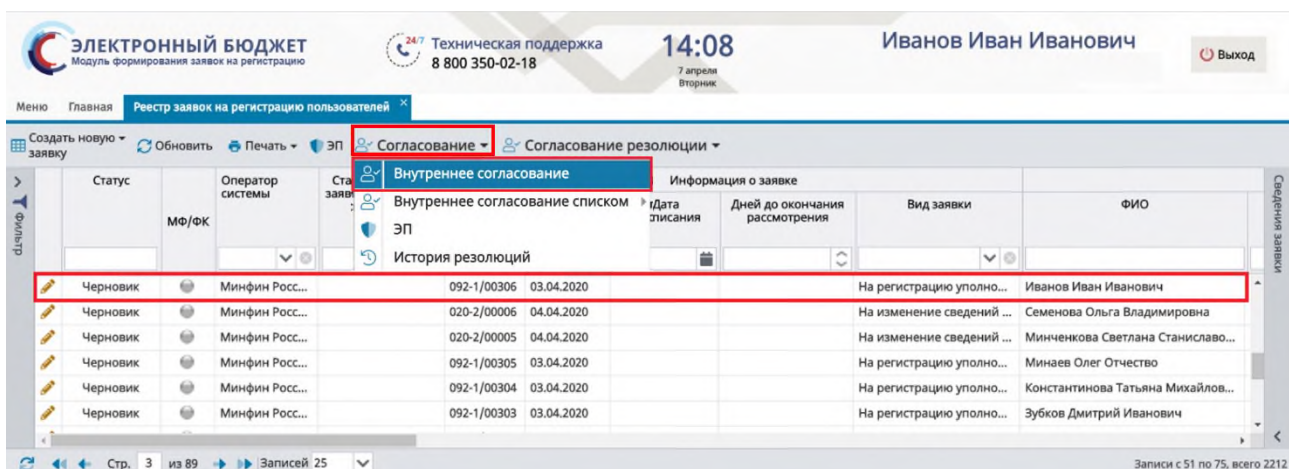 ЭЛЕКТРОННЫЙ БЮДЖЕТ
Модуль формирования заявок на регистрацию
24/7 Техническая поддержка
8 800 350-02-18
14:08
7 апреля
Вторник
Иванов Иван Иванович
Выход
Меню Главная Реестр заявок на регистрацию пользователей
Создать новую заявку Обновить Печать ЭП Согласование Согласование резолюции
Внутреннее согласование
Внутреннее согласование списком
ЭП
История резолюций
Фильтр
Сведения заявки
Информация о заявке
Статус МФ/ФК Оператор системы Дней до окончания рассмотрения Вид заявки ФИО
Черновик Минфин Росс... 092-1/00306 03.04.2020 На регистрацию уполно... Иванов Иван Иванович
Черновик Минфин Росс... 020-2/00006 04.04.2020 На изменение сведений ... Семенова Ольга Владимировна
Черновик Минфин Росс... 020-2/00005 04.04.2020 На изменение сведений ... Минченкова Светлана Станиславо...
Черновик Минфин Росс... 092-1/00305 03.04.2020 На регистрацию уполно... Минаев Олег Отчество
Черновик Минфин Росс... 092-1/00304 03.04.2020 На регистрацию уполно... Константинова Татьяна Михайлов...
Черновик Минфин Росс... 092-1/00303 03.04.2020 На регистрацию уполно... Зубков Дмитрий Иванович
Стр. 3 из 89 Записей 25 Записи с 51 по 75, всего 2212